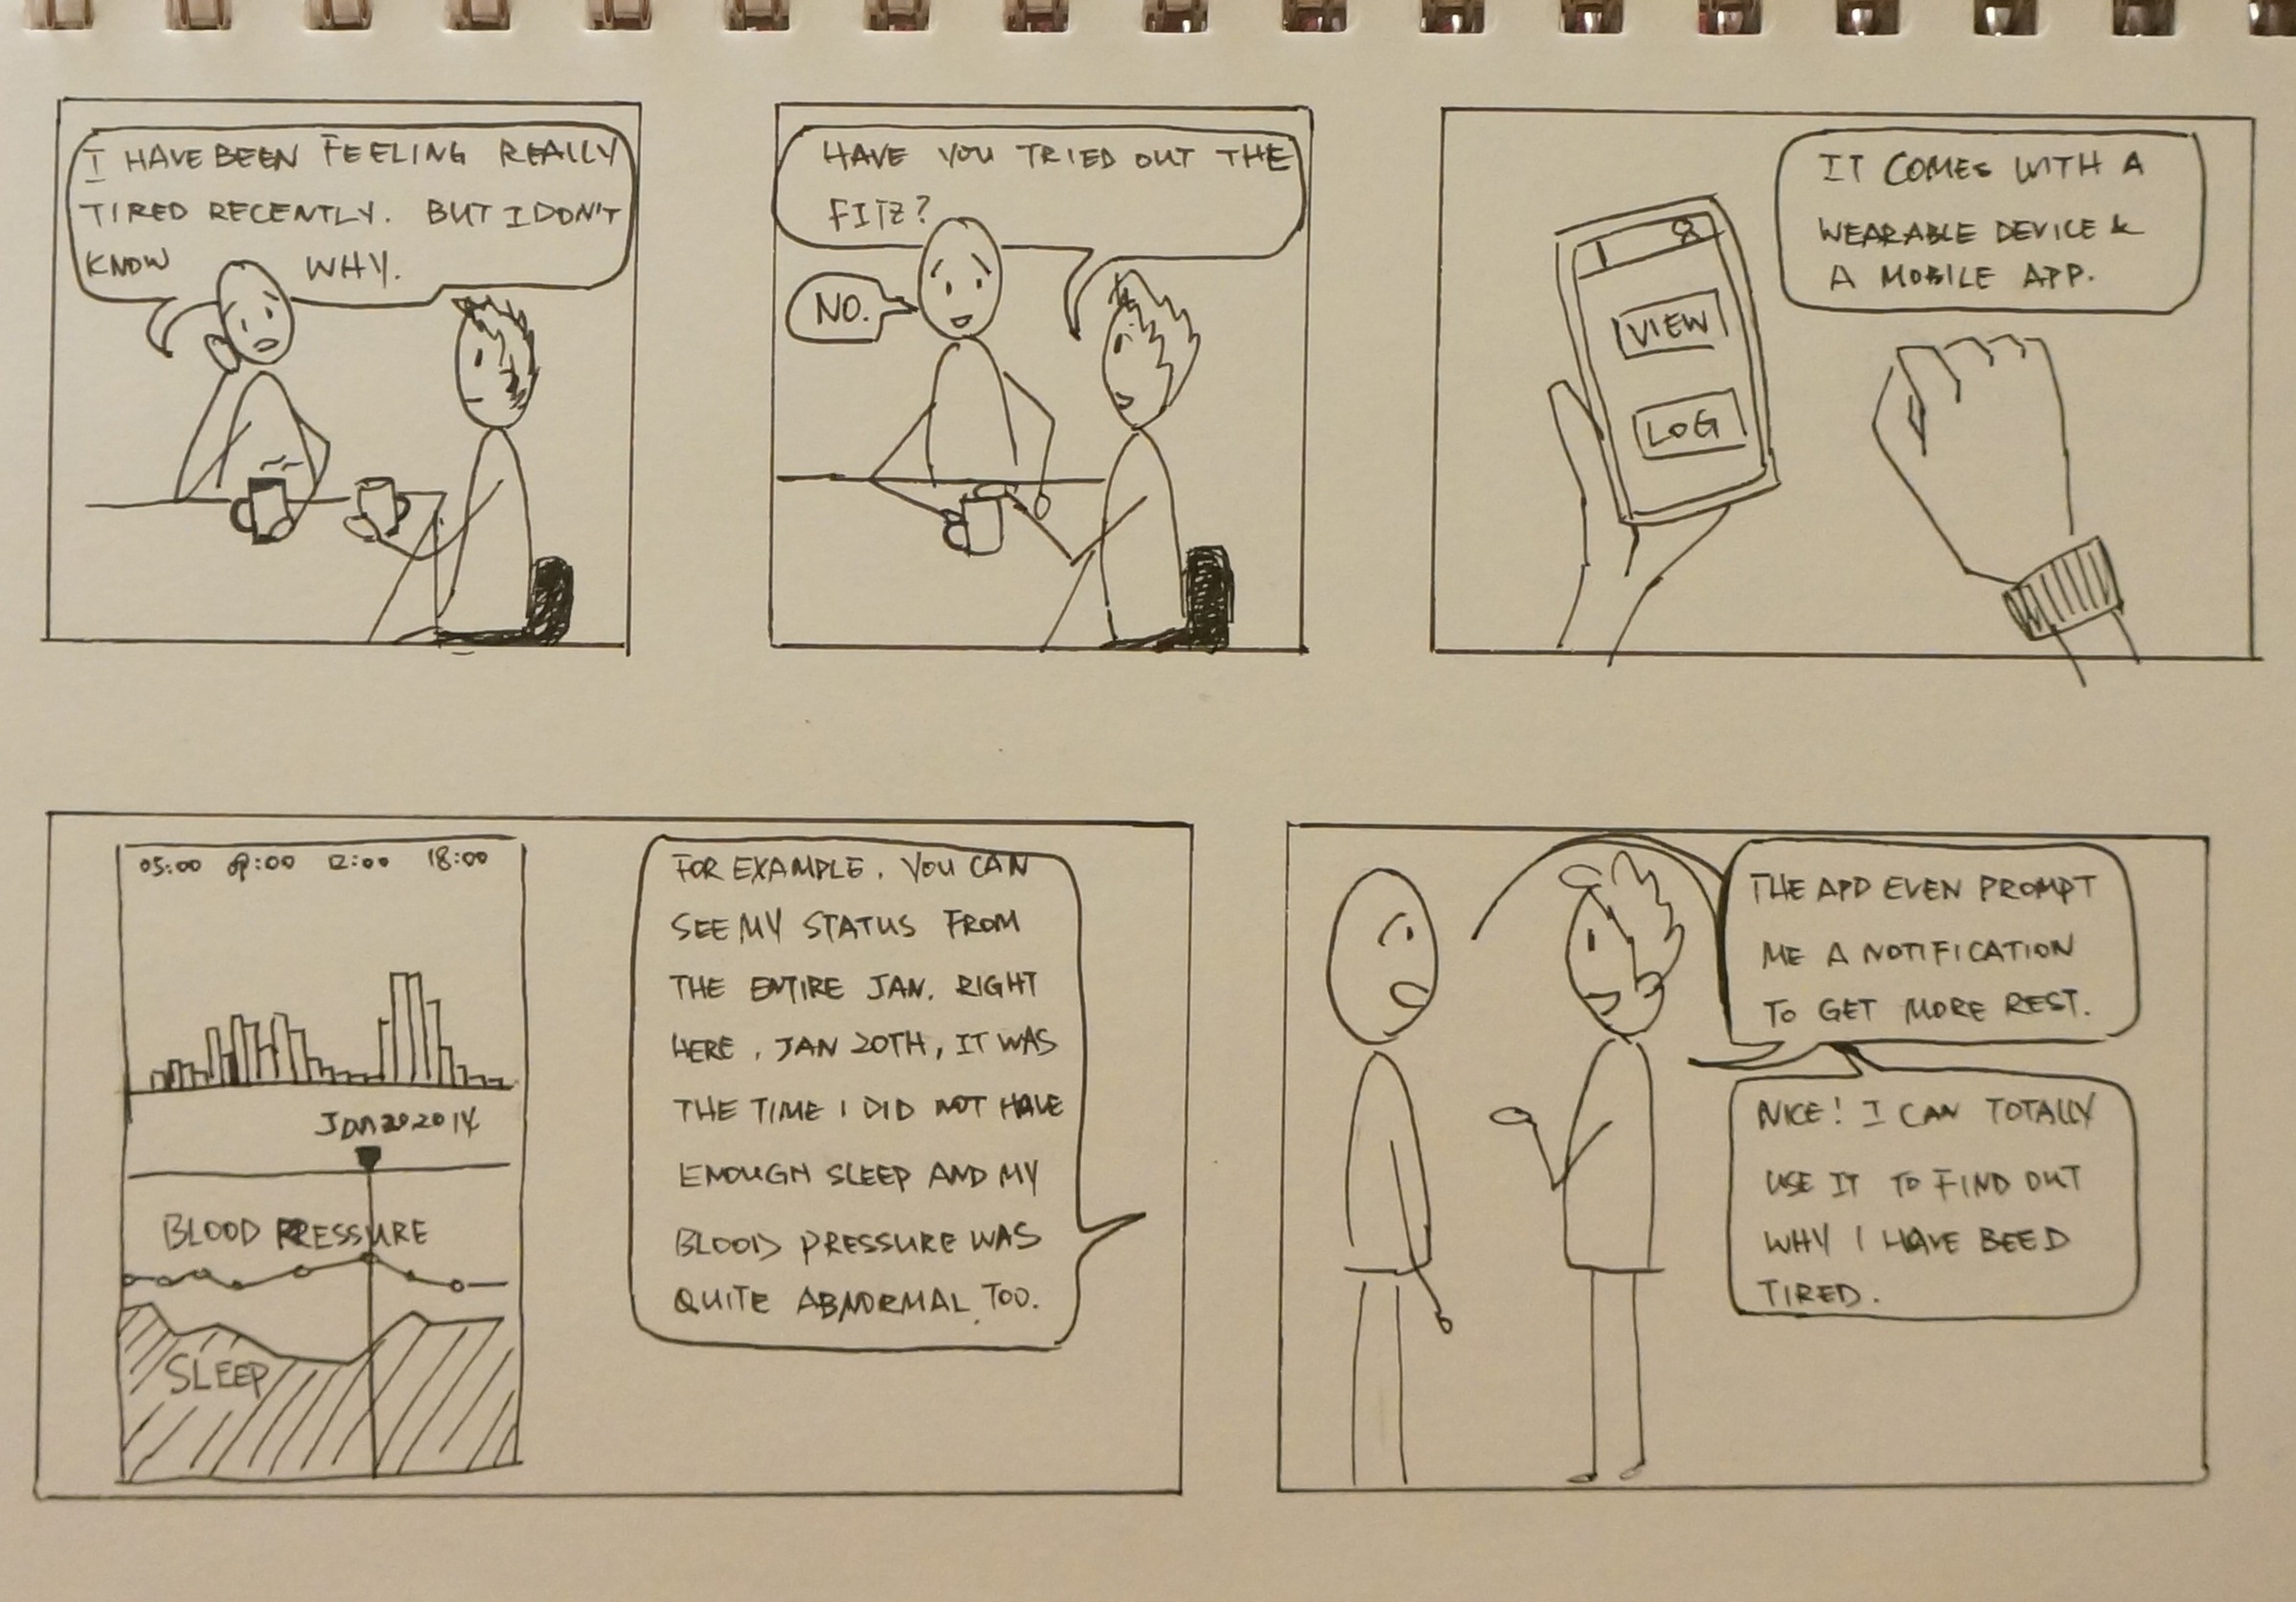 I HAVE BEEN FEELING REALLY
TIRED RECENTLY. BUT I DON'T
KNOW WHY.
HAVE YOU TRIED OUT THE
FITZ?
NO.
VIEW
LOG
IT COMES WITH A
WEARABLE DEVICE &
A MOBILE APP.
05:00 09:00 12:00 18:00
Jan 20 2014
BLOOD PRESSURE
SLEEP
FOR EXAMPLE. YOU CAN
SEE MY STATUS FROM
THE ENTIRE JAN. RIGHT
HERE, JAN 20TH, IT WAS
THE TIME I DID NOT HAVE
ENOUGH SLEEP AND MY
BLOOD PRESSURE WAS
QUITE ABNORMAL TOO.
THE APP EVEN PROMPT
ME A NOTIFICATION
TO GET MORE REST.
NICE! I CAN TOTALLY
USE IT TO FIND OUT
WHY I HAVE BEED
TIRED.